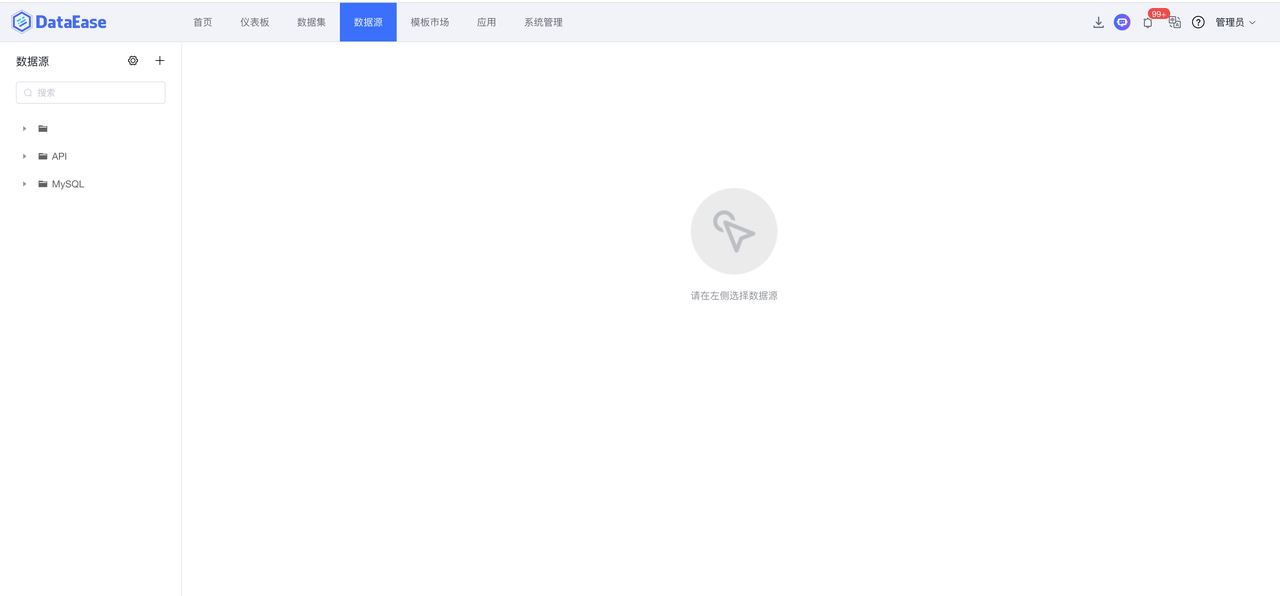 DataEase 首页 仪表板 数据集 数据源 模板市场 应用 系统管理 99+ 管理员
数据源
搜索
API
MySQL
请在左侧选择数据源